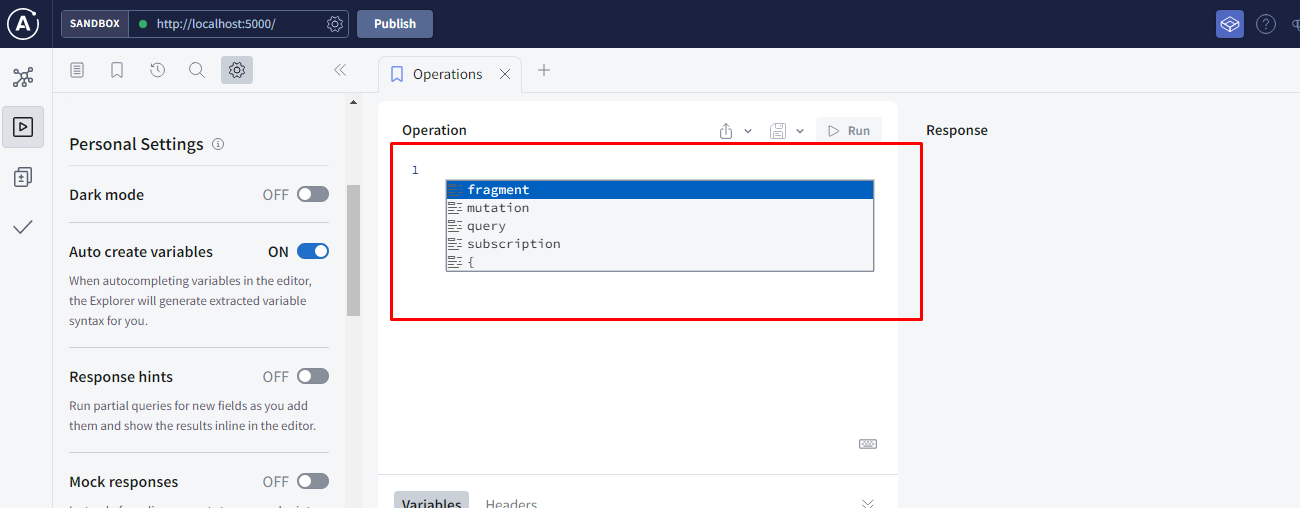 A
SANDBOX
http://localhost:5000/
Publish
?
Operations
Personal Settings
Dark mode
OFF
Auto create variables
ON
When autocompleting variables in the editor,
the Explorer will generate extracted variable
syntax for you.
Response hints
OFF
Run partial queries for new fields as you add
them and show the results inline in the editor.
Mock responses
OFF
Operation
Run
1
fragment
mutation
query
subscription
{
Variables
Headers
Response